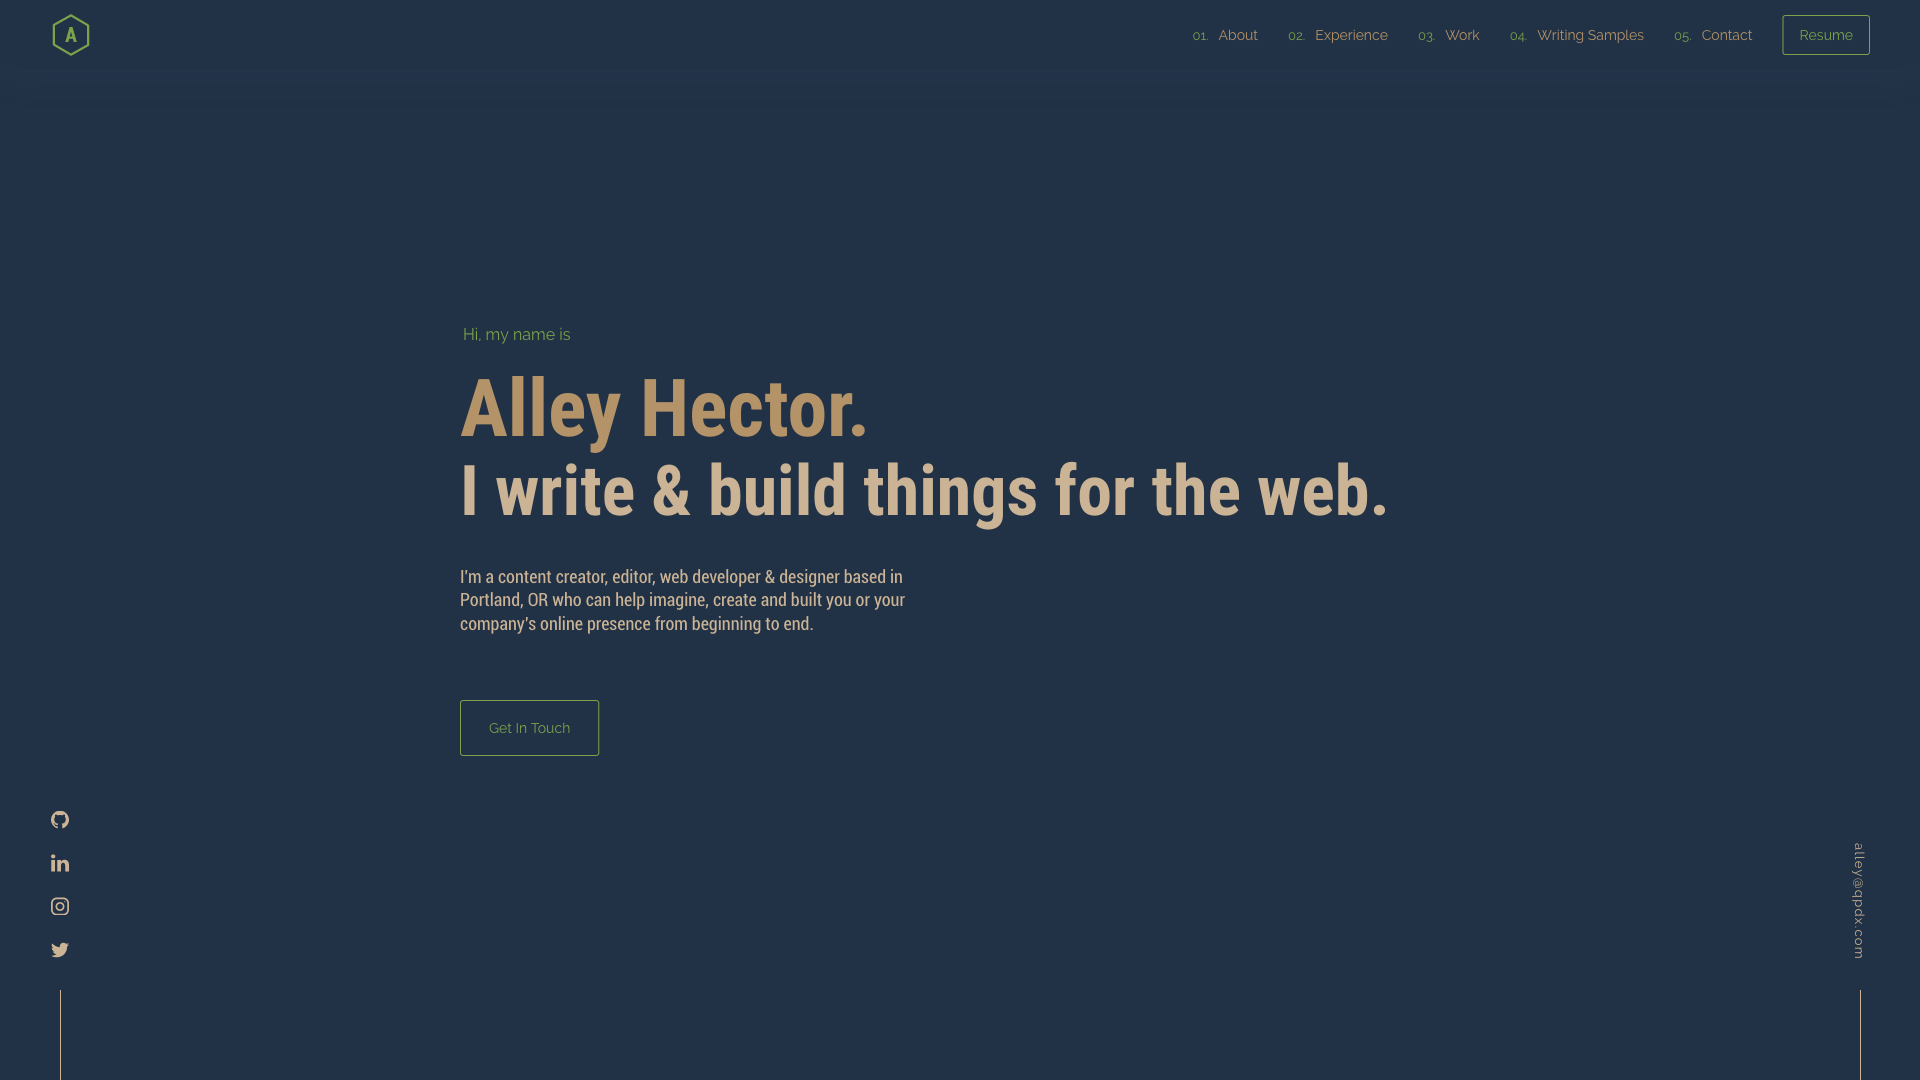 A
01. About
02. Experience
03. Work
04. Writing Samples
05. Contact
Resume
Hi, my name is
Alley Hector.
I write & build things for the web.
I'm a content creator, editor, web developer & designer based in
Portland, OR who can help imagine, create and built you or your
company's online presence from beginning to end.
Get In Touch
in
alley@qpdx.com